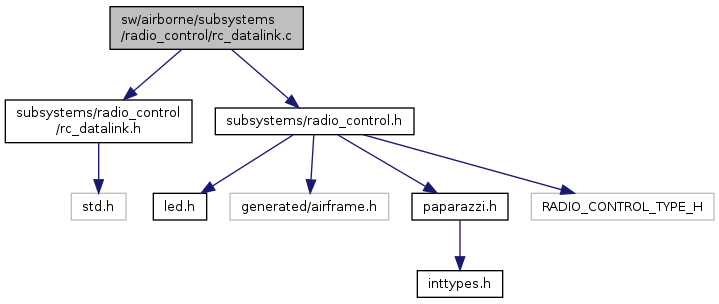 sw/airborne/subsystems
/radio_control/rc_datalink.c
subsystems/radio_control
/rc_datalink.h
subsystems/radio_control.h
std.h
led.h
generated/airframe.h
paparazzi.h
RADIO_CONTROL_TYPE_H
inttypes.h